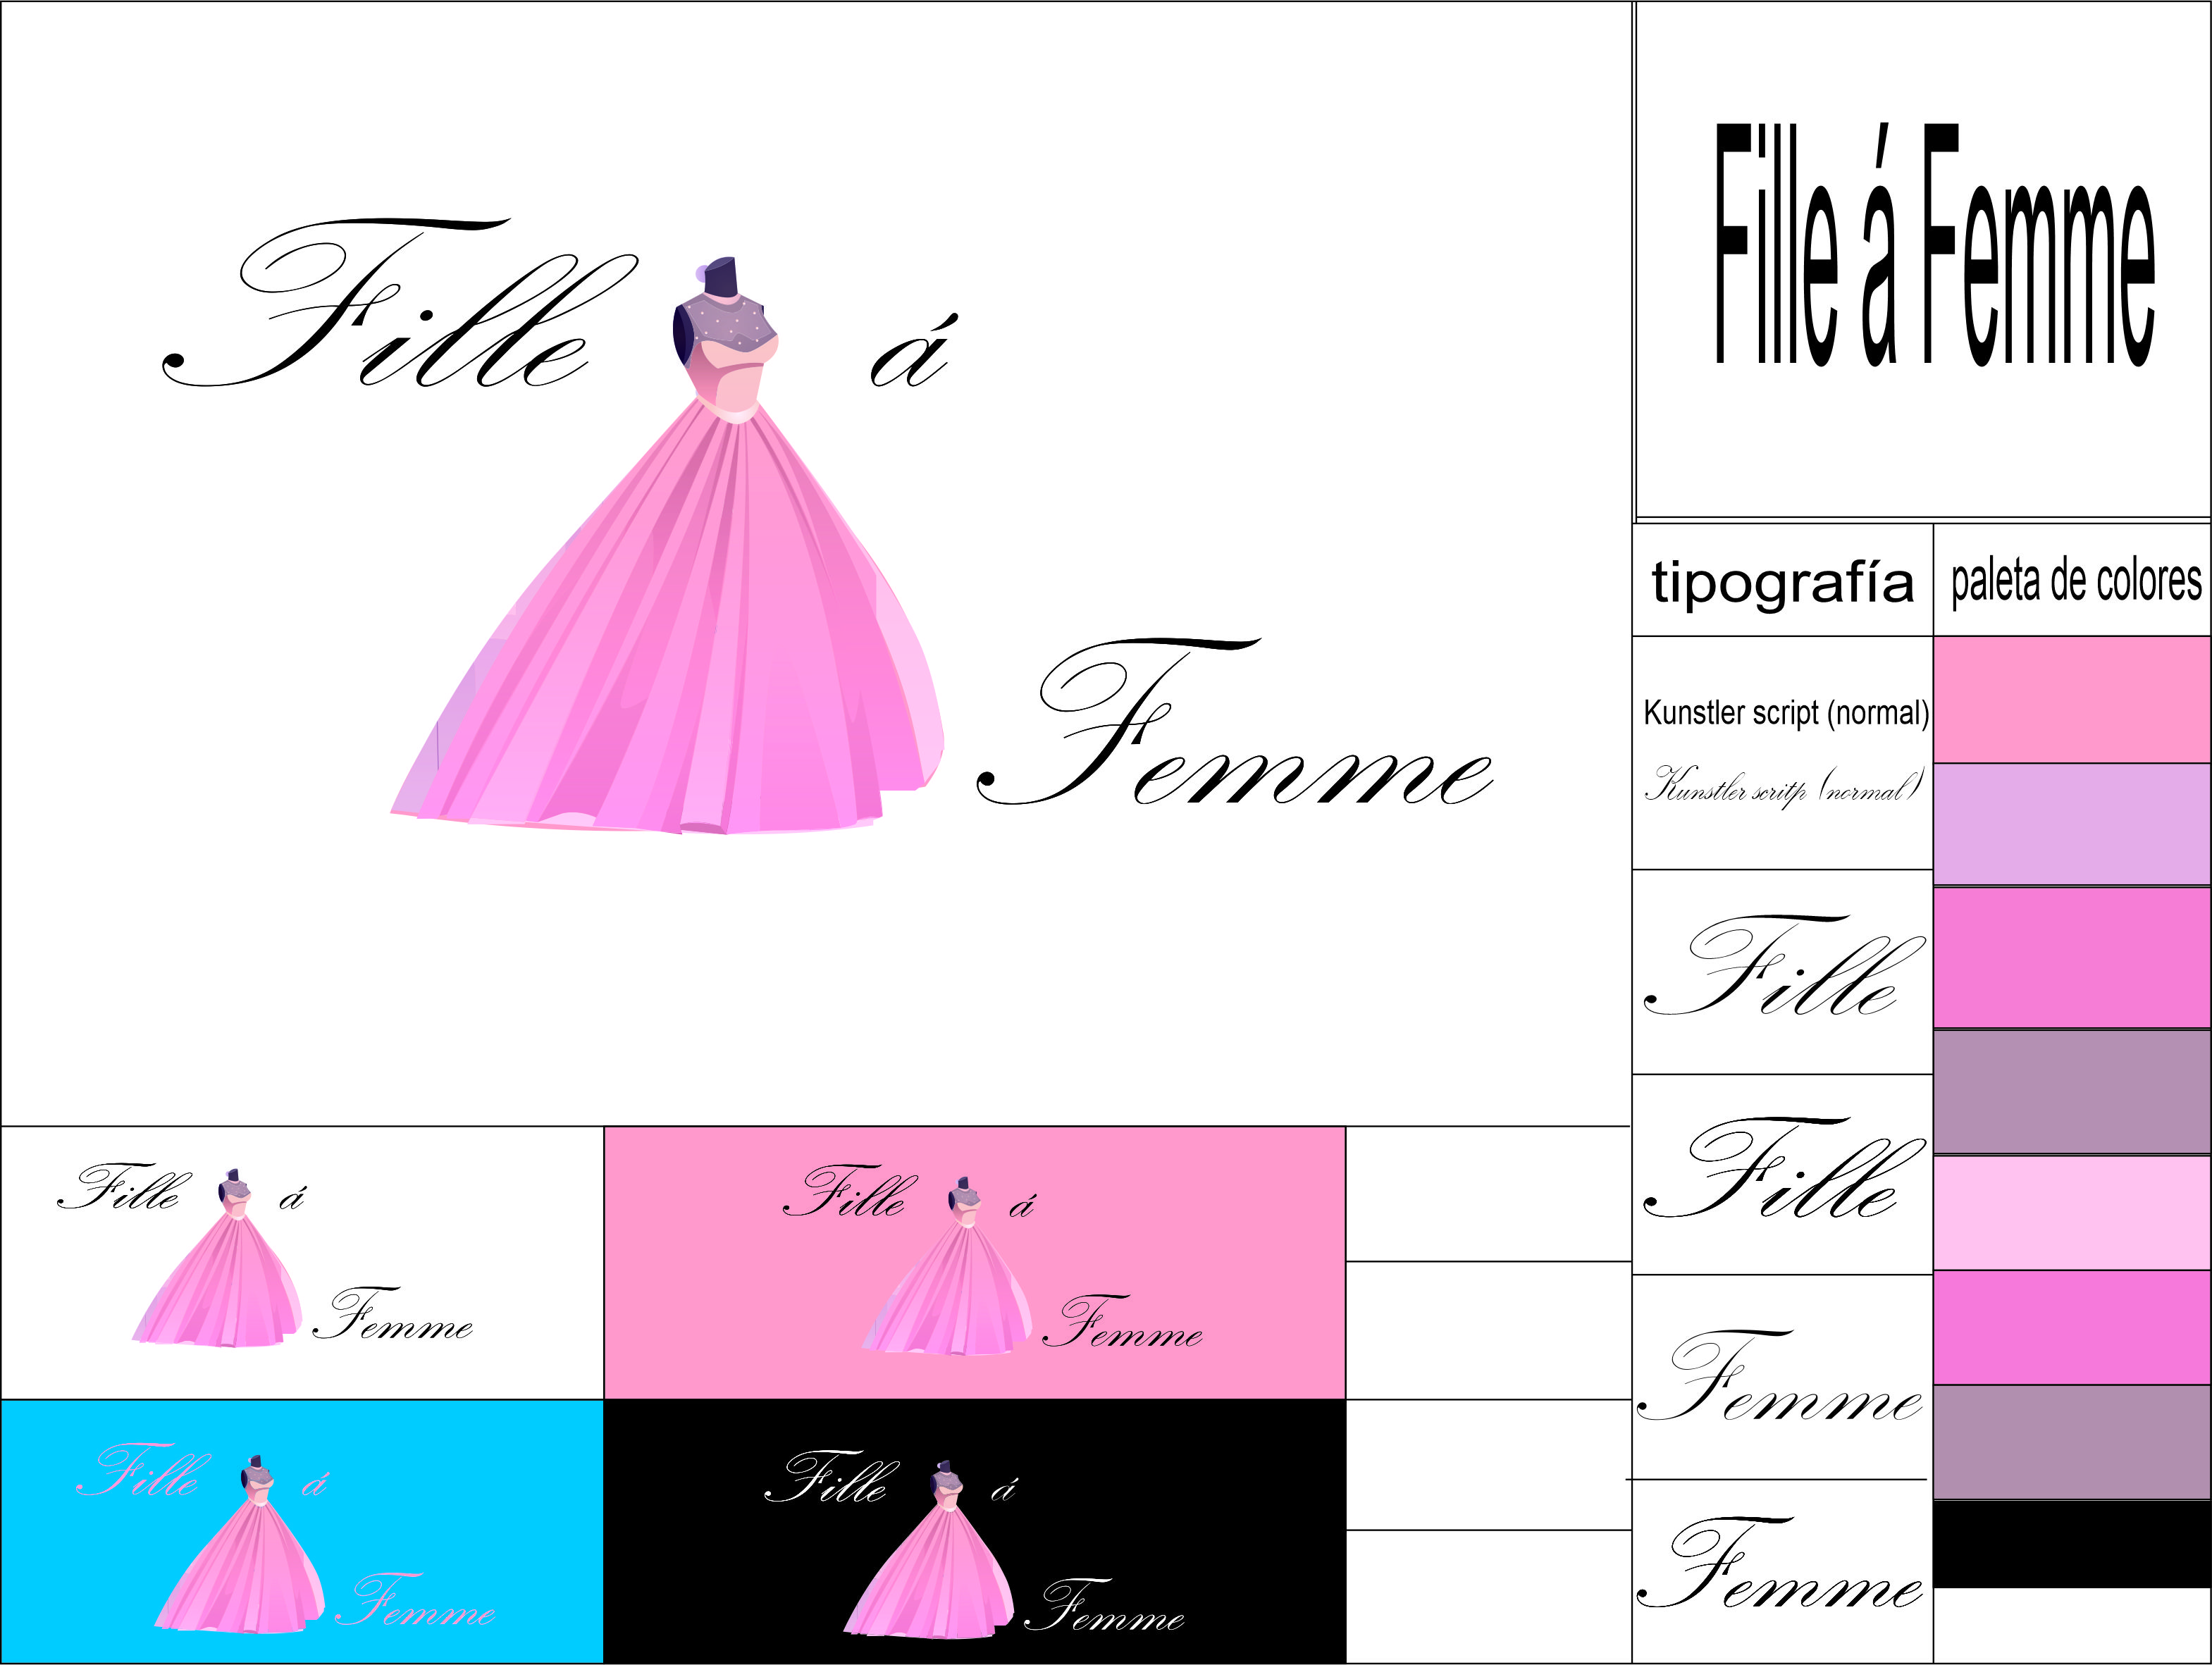 Fille á
Femme
Fille á Femme
tipografía
paleta de colores
Kunstler script (normal)
Kunstler scritp (normal)
Fille
Fille
Femme
Femme
Fille á
Femme
Fille á
Femme
Fille á
Femme
Fille á
Femme